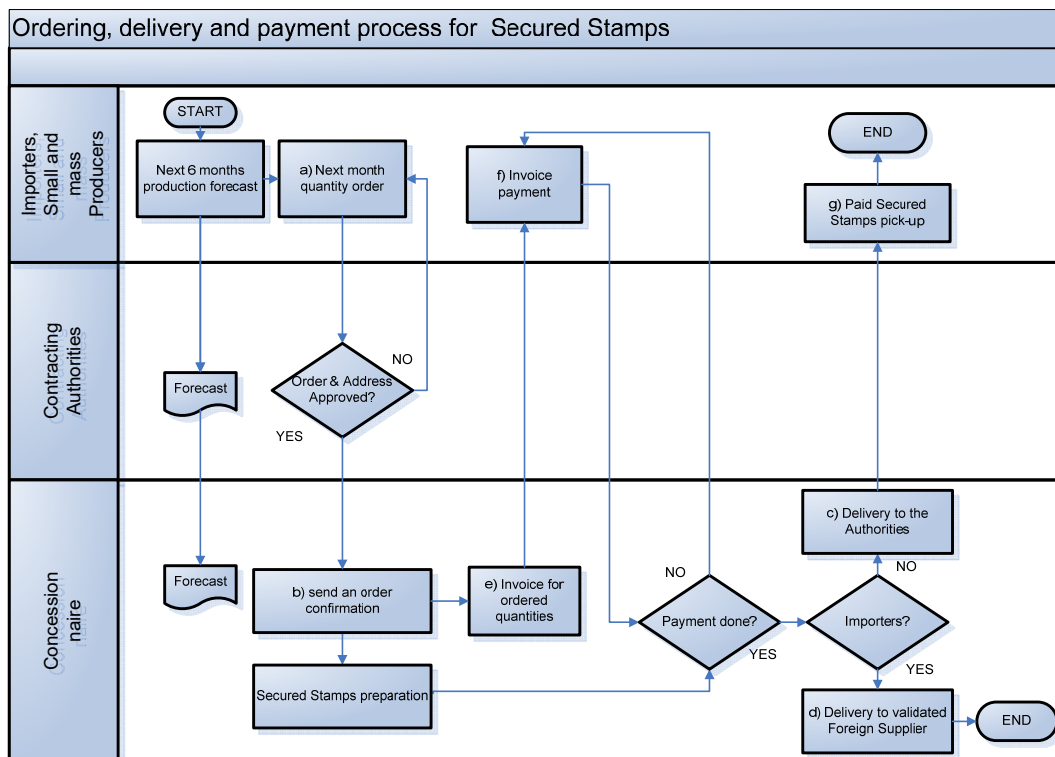 Ordering, delivery and payment process for Secured Stamps
Importers,
Small and
mass
Producers
START
Next 6 months
production forecast
a) Next month
quantity order
f) Invoice
payment
END
g) Paid Secured
Stamps pick-up
Contracting
Authorities
Forecast
Order & Address
Approved?
NO
YES
Concession
naire
Forecast
b) send an order
confirmation
e) Invoice for
ordered
quantities
Secured Stamps preparation
NO
Payment done?
YES
c) Delivery to the
Authorities
NO
Importers?
YES
d) Delivery to validated
Foreign Supplier
END